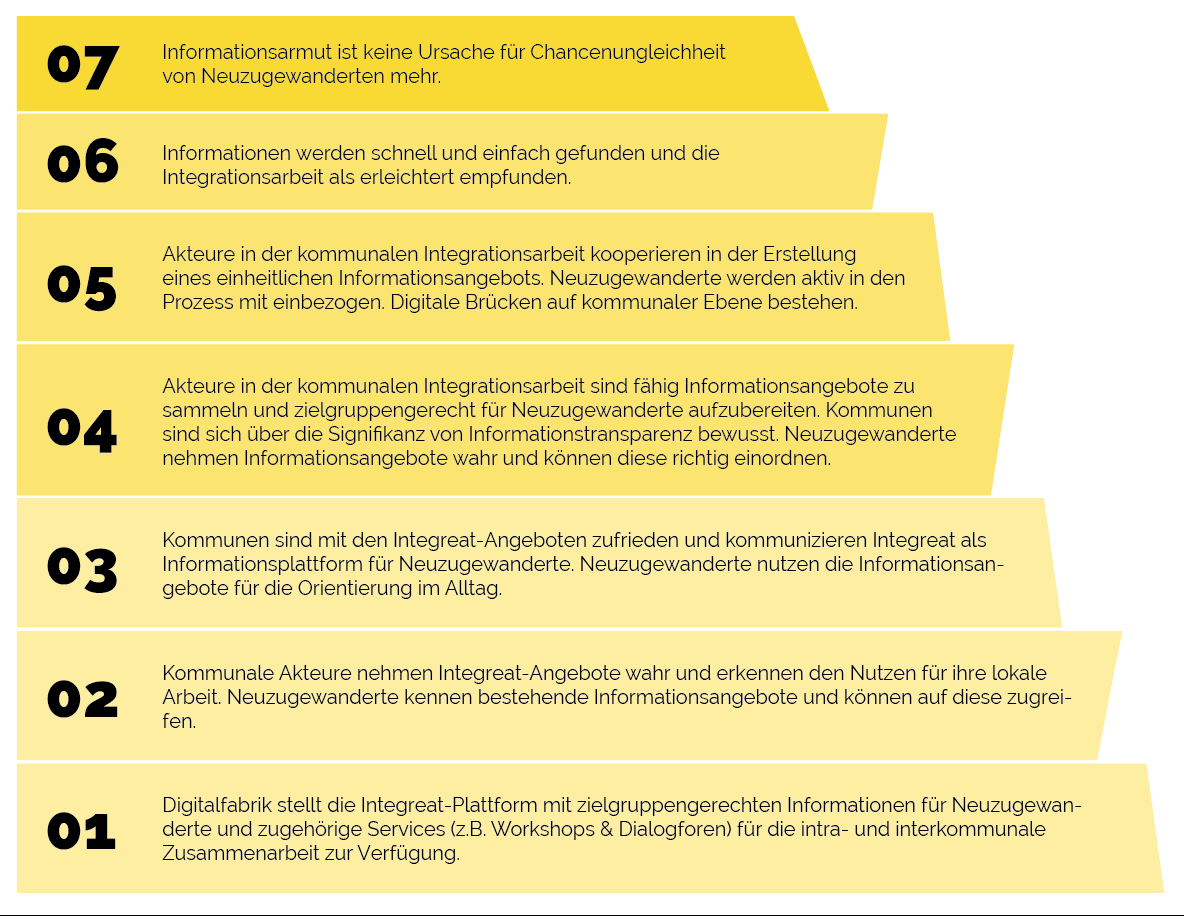 07
Informationsarmut ist keine Ursache für Chancenungleichheit
von Neuzugewanderten mehr.
06
Informationen werden schnell und einfach gefunden und die
Integrationsarbeit als erleichtert empfunden.
05
Akteure in der kommunalen Integrationsarbeit kooperieren in der Erstellung
eines einheitlichen Informationsangebots. Neuzugewanderte werden aktiv in den
Prozess mit einbezogen. Digitale Brücken auf kommunaler Ebene bestehen.
04
Akteure in der kommunalen Integrationsarbeit sind fähig Informationsangebote zu
sammeln und zielgruppengerecht für Neuzugewanderte aufzubereiten. Kommunen
sind sich über die Signifikanz von Informationstransparenz bewusst. Neuzugewanderte
nehmen Informationsangebote wahr und können diese richtig einordnen.
03
Kommunen sind mit den Integreat-Angeboten zufrieden und kommunizieren Integreat als
Informationsplattform für Neuzugewanderte. Neuzugewanderte nutzen die Informationsan-
gebote für die Orientierung im Alltag.
02
Kommunale Akteure nehmen Integreat-Angebote wahr und erkennen den Nutzen für ihre lokale
Arbeit. Neuzugewanderte kennen bestehende Informationsangebote und können auf diese zugrei-
fen.
01
Digitalfabrik stellt die Integreat-Plattform mit zielgruppengerechten Informationen für Neuzugewan-
derte und zugehörige Services (z.B. Workshops & Dialogforen) für die intra- und interkommunale
Zusammenarbeit zur Verfügung.